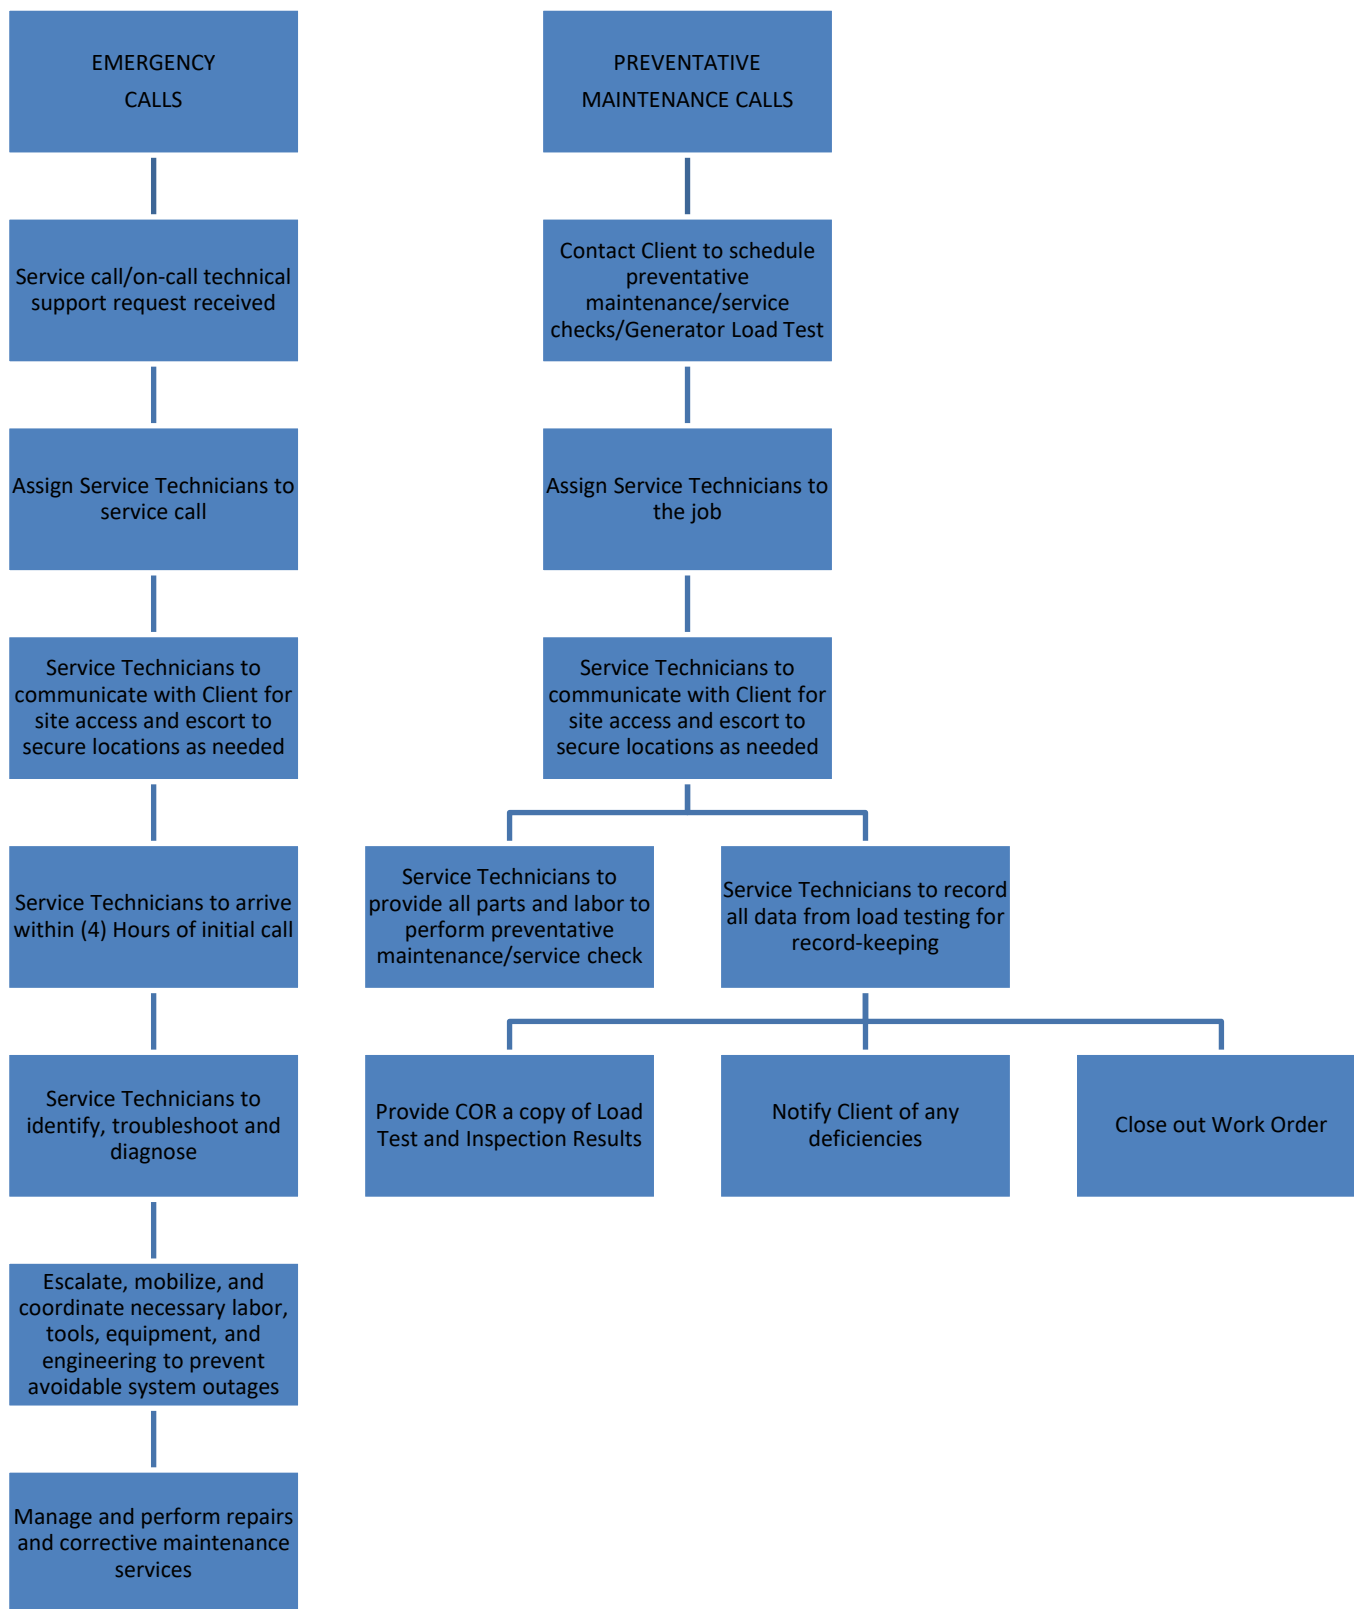 EMERGENCY
CALLS
Service call/on-call technical
support request received
Assign Service Technicians to
service call
Service Technicians to
communicate with Client for
site access and escort to
secure locations as needed
Service Technicians to arrive
within (4) Hours of initial call
Service Technicians to
identify, troubleshoot and
diagnose
Escalate, mobilize, and
coordinate necessary labor,
tools, equipment, and
engineering to prevent
avoidable system outages
Manage and perform repairs
and corrective maintenance
services
PREVENTATIVE
MAINTENANCE CALLS
Contact Client to schedule
preventative
maintenance/service
checks/Generator Load Test
Assign Service Technicians to
the job
Service Technicians to
communicate with Client for
site access and escort to
secure locations as needed
Service Technicians to
provide all parts and labor to
perform preventative
maintenance/service check
Service Technicians to record
all data from load testing for
record-keeping
Provide COR a copy of Load
Test and Inspection Results
Notify Client of any
deficiencies
Close out Work Order